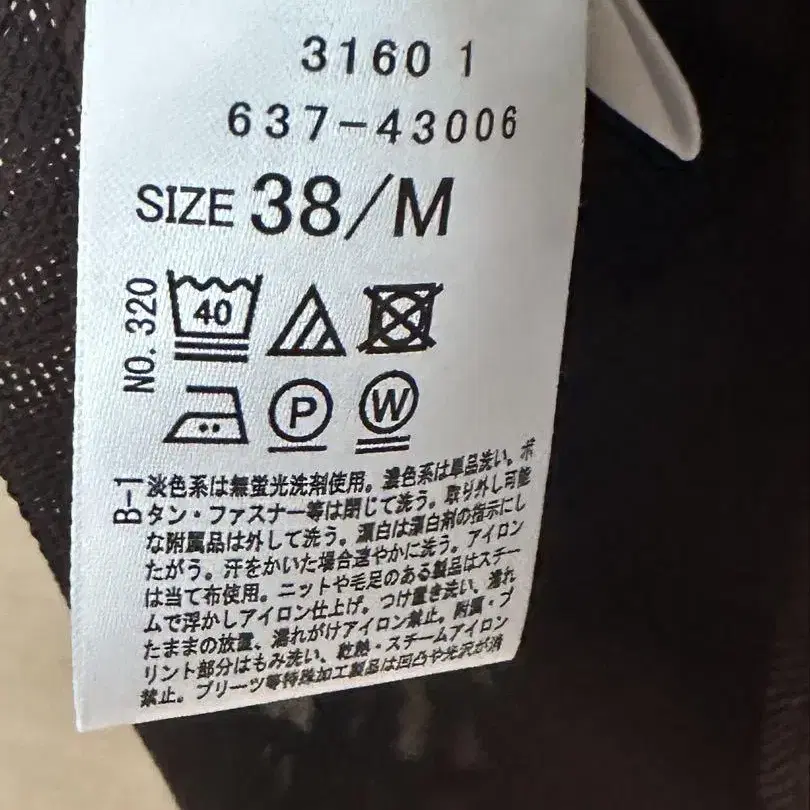 31601
637-43006
SIZE 38/M
NO. 320
40
P
W
B-1
淡色系は無蛍光洗剤使用。濃色系は単品洗い。ボ
タン・ファスナー等は閉じて洗う。取り外し可能
な附属品は外して洗う。漂白は漂白剤の指示にし
たがう。汗をかいた場合速やかに洗う。アイロン
は当て布使用。ニットや毛足のある製品はスチー
ムで浮かしアイロン仕上げ。つけ置き洗い、濡れ
たままの放置、濡れがけアイロン禁止。附属・プ
リント部分はもみ洗い、乾熱・スチームアイロン
禁止。プリーツ等特殊加工製品は凹凸や光沢が消